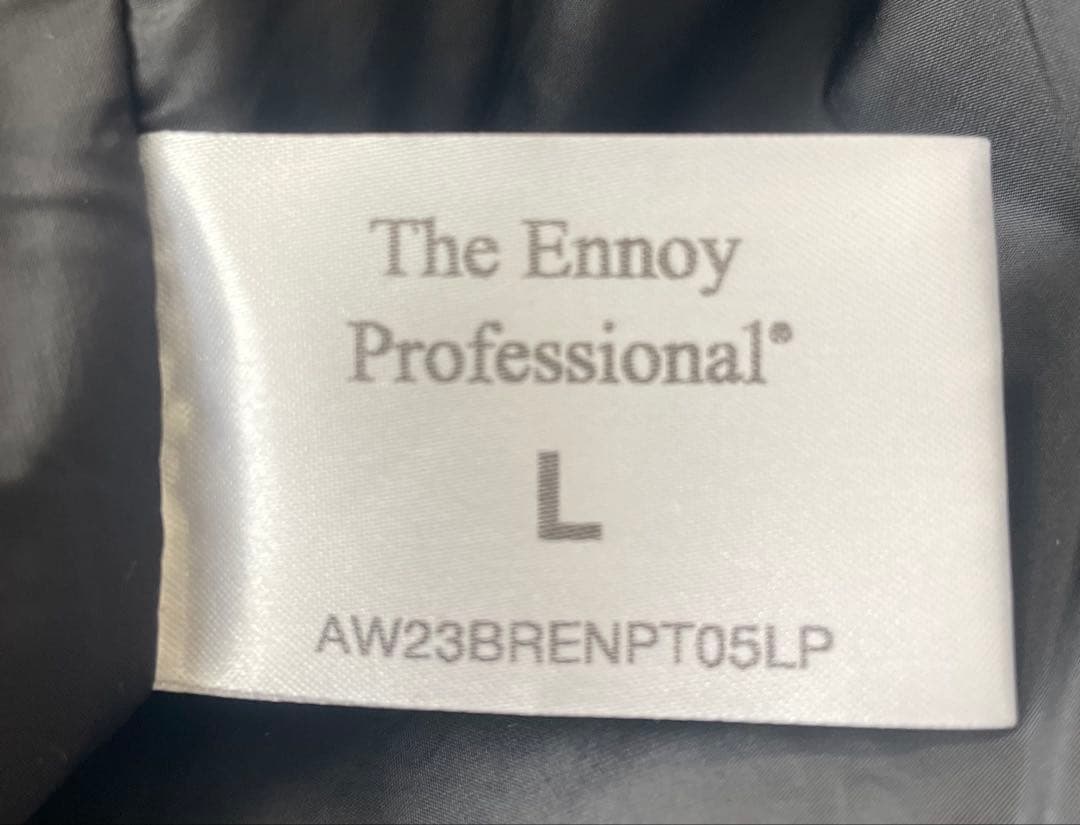 The Ennoy
Professional®
L
AW23BRENPT05LP